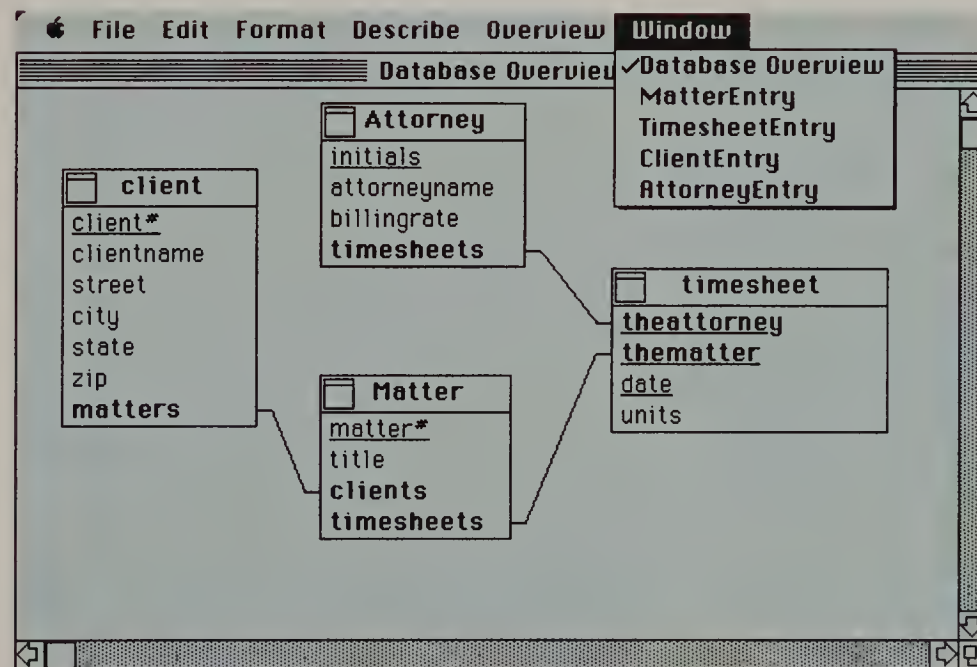 File Edit Format Describe Overview Window
Database Overview
✓Database Overview
MatterEntry
TimesheetEntry
ClientEntry
AttorneyEntry
Attorney
initials
attorneyname
billingrate
timesheets
client
client*
clientname
street
city
state
zip
matters
timesheet
theattorney
thematter
date
units
Matter
matter*
title
clients
timesheets